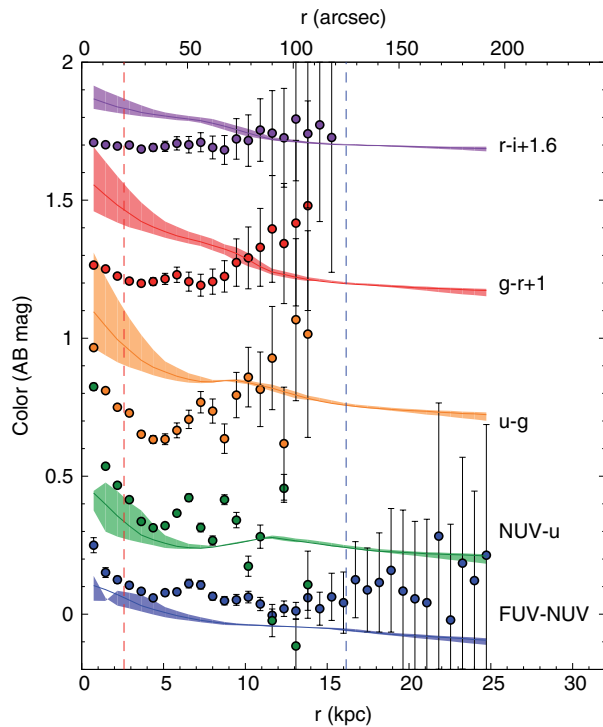 r (arcsec)
0 50 100 150 200
2
r-i+1.6
1.5
g-r+1
1
u-g
Color (AB mag)
0.5
NUV-u
0
FUV-NUV
0 5 10 15 20 25 30
r (kpc)